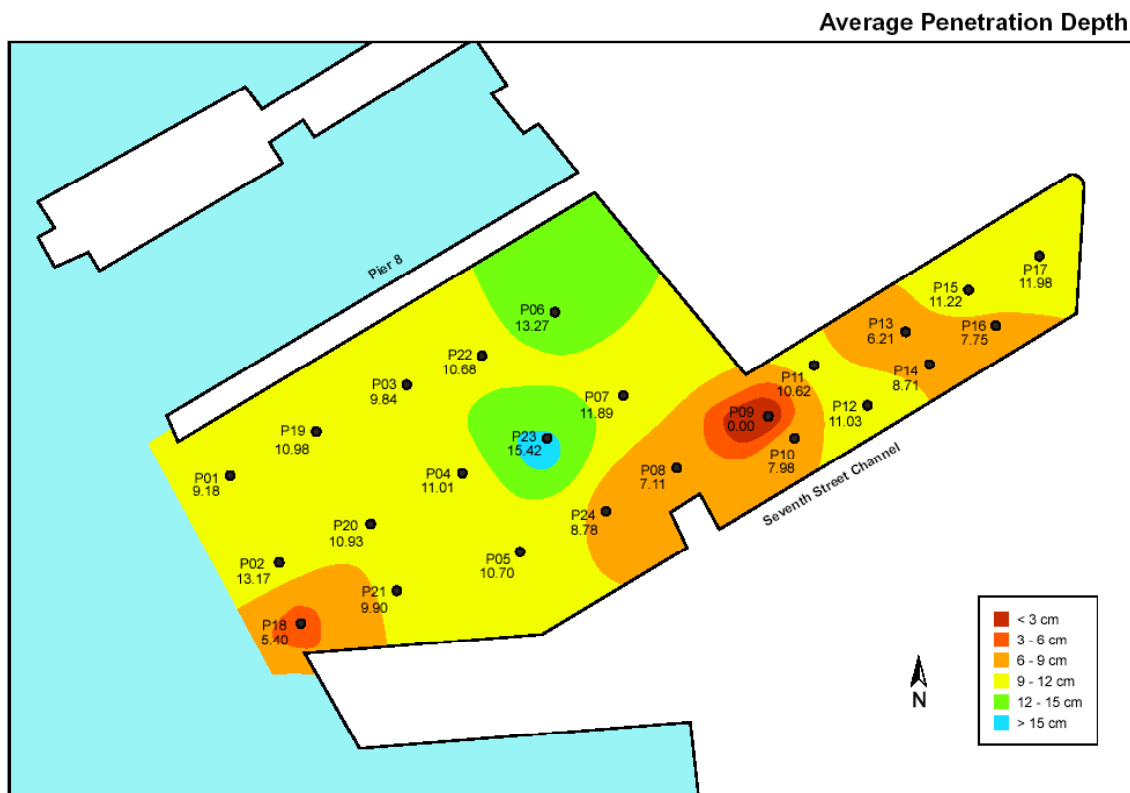 Average Penetration Depth
Pier 8
P06
13.27
P17
11.98
P15
11.22
P13
6.21
P16
7.75
P22
10.68
P11
10.62
P14
8.71
P03
9.84
P07
11.89
P12
11.03
P09
0.00
P19
10.98
P23
15.42
P10
7.98
P01
9.18
P04
11.01
P08
7.11
Seventh Street Channel
P24
8.78
P20
10.93
P05
10.70
P02
13.17
P21
9.90
P18
5.40
N
< 3 cm
3 - 6 cm
6 - 9 cm
9 - 12 cm
12 - 15 cm
> 15 cm